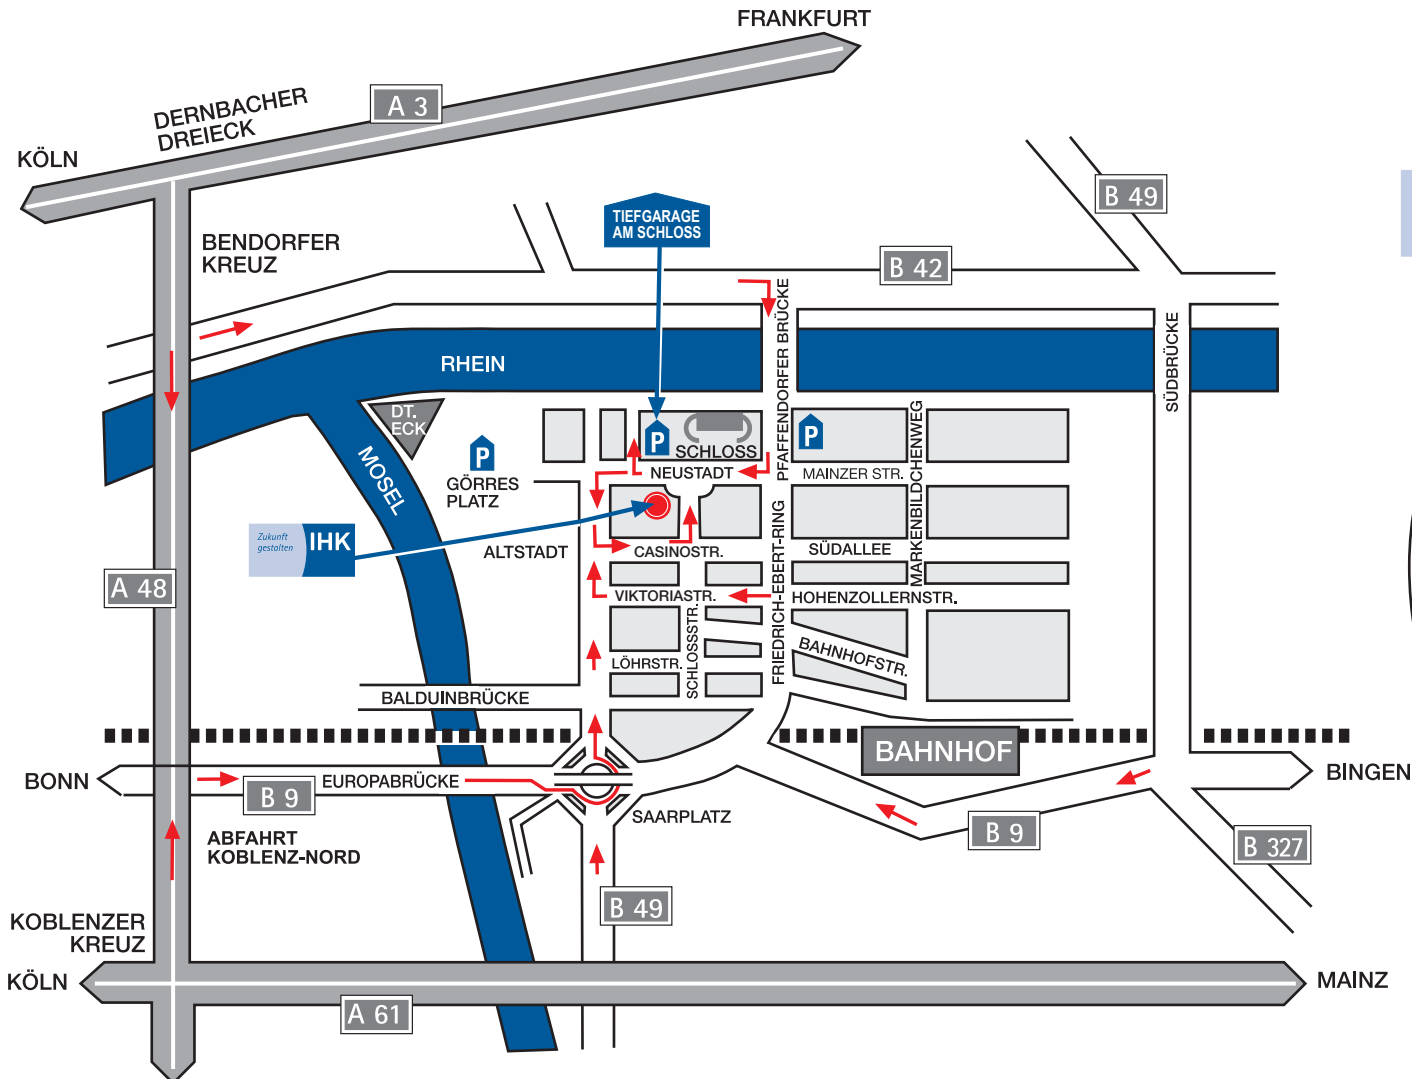 FRANKFURT
A 3
DERNBACHER
DREIECK
KÖLN
B 49
TIEFGARAGE
AM SCHLOSS
BENDORFER
KREUZ
B 42
PFAFFENDORFER BRÜCKE
SÜDBRÜCKE
RHEIN
DT.
ECK
MOSEL
P
GÖRRES
PLATZ
P
SCHLOSS
P
NEUSTADT
MAINZER STR.
MARKENBILDCHENWEG
Zukunft
gestalten
IHK
ALTSTADT
CASINOSTR.
SÜDALLEE
FRIEDRICH-EBERT-RING
A 48
VIKTORIASTR.
HOHENZOLLERNSTR.
SCHLOSSSTR.
LÖHRSTR.
BAHNHOFSTR.
BALDUINBRÜCKE
BAHNHOF
BONN
EUROPABRÜCKE
B 9
BINGEN
SAARPLATZ
B 9
B 327
ABFAHRT
KOBLENZ-NORD
B 49
KOBLENZER
KREUZ
KÖLN
MAINZ
A 61